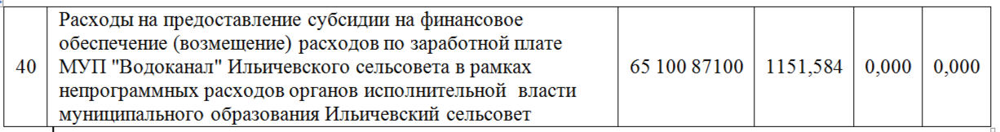 Расходы на предоставление субсидии на финансовое
обеспечение (возмещение) расходов по заработной плате
40 МУП "Водоканал" Ильичевского сельсовета в рамках 65 100 87100 1151,584 0,000 0,000
непрограммных расходов органов исполнительной власти
муниципального образования Ильичевский сельсовет